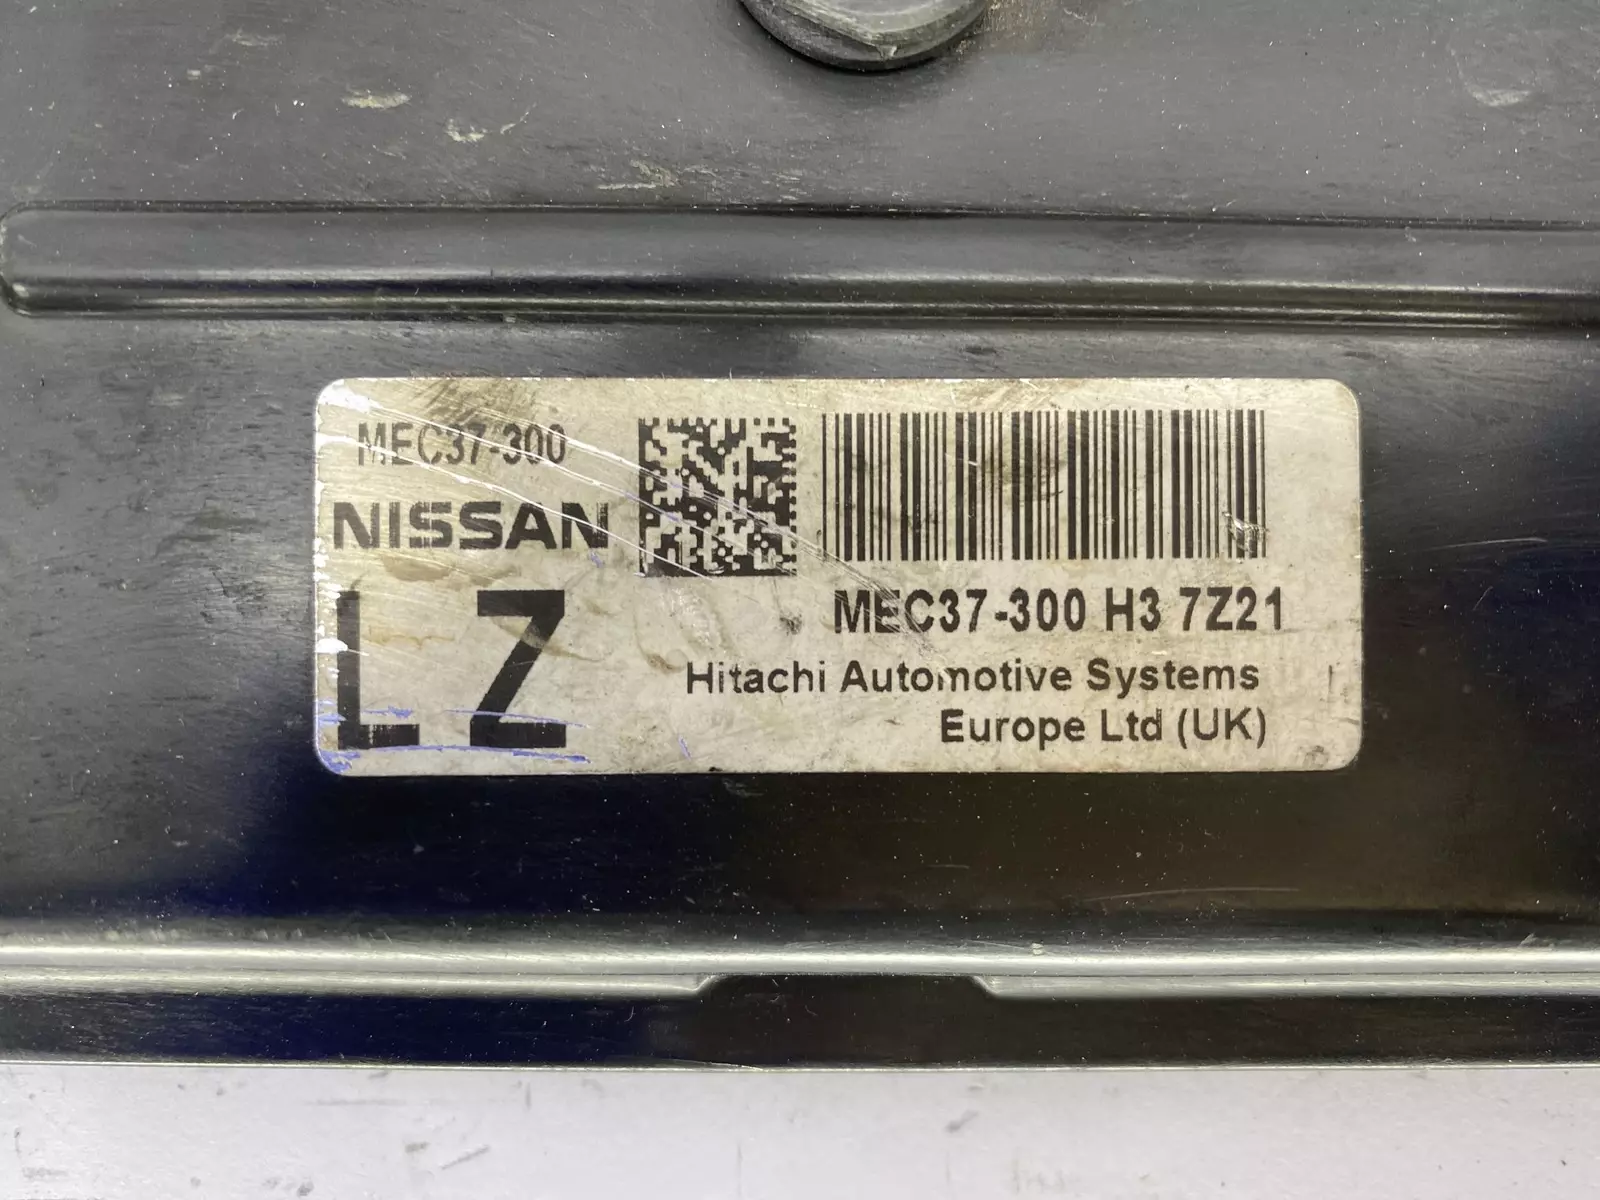 MEC37-300
NISSAN
LZ
MEC37-300 H3 7Z21
Hitachi Automotive Systems
Europe Ltd (UK)